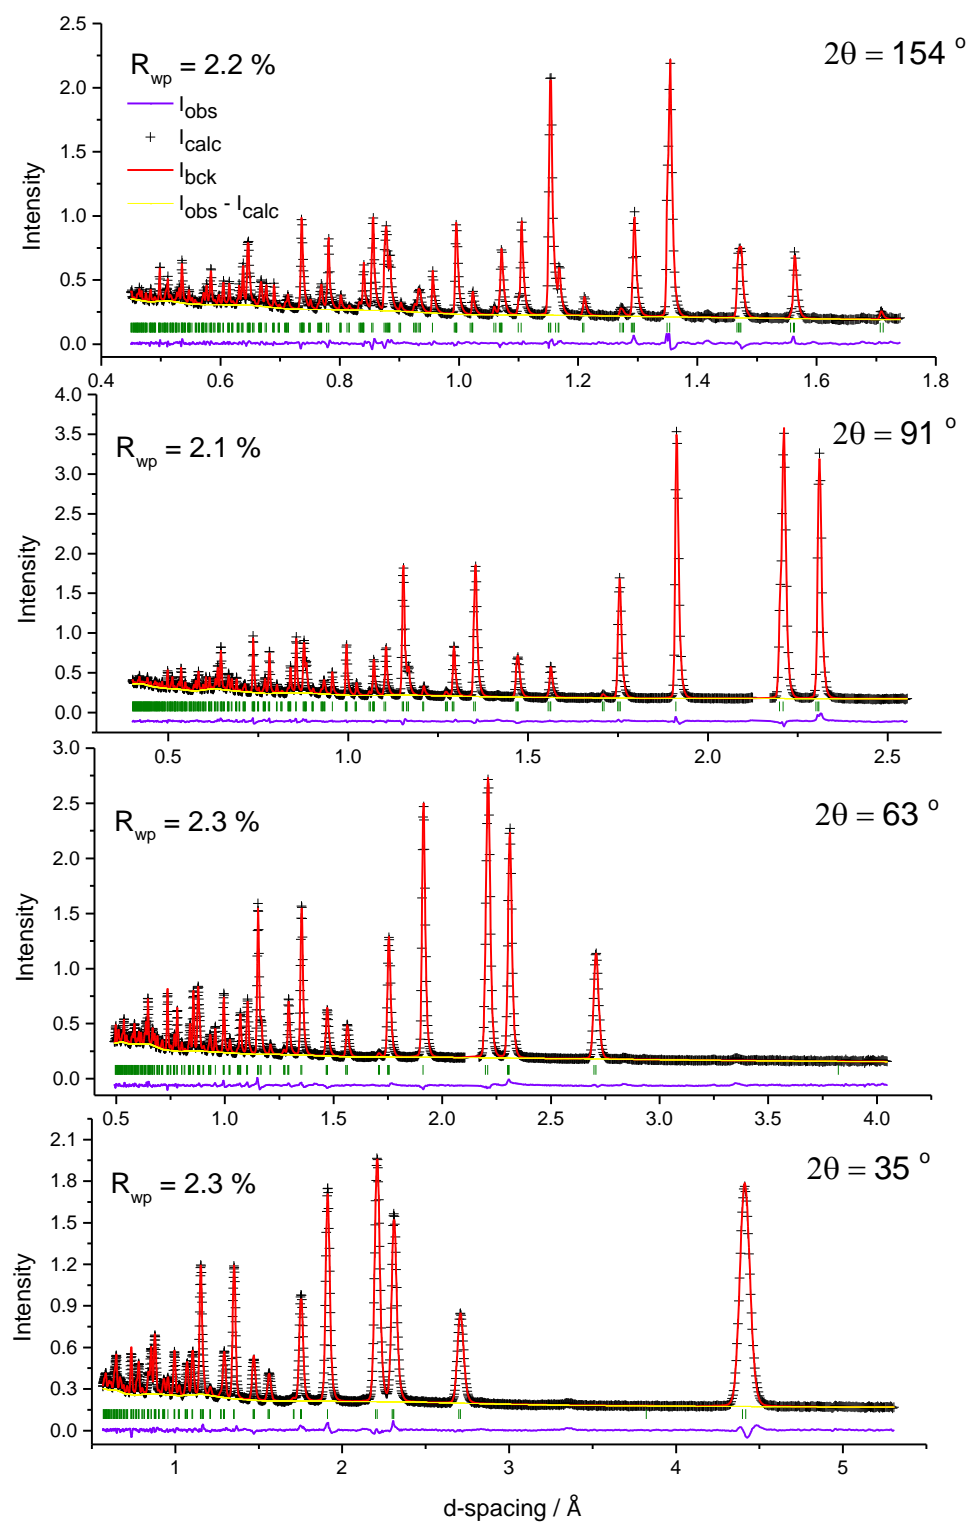 2.5
2.0
1.5
1.0
0.5
0.0
Intensity
R_wp = 2.2 %
2θ = 154 °
I_obs
I_calc
I_bck
I_obs - I_calc
0.4 0.6 0.8 1.0 1.2 1.4 1.6 1.8
4.0
3.5
3.0
2.5
2.0
1.5
1.0
0.5
0.0
Intensity
R_wp = 2.1 %
2θ = 91 °
0.5 1.0 1.5 2.0 2.5
3.0
2.5
2.0
1.5
1.0
0.5
0.0
Intensity
R_wp = 2.3 %
2θ = 63 °
0.5 1.0 1.5 2.0 2.5 3.0 3.5 4.0
2.1
1.8
1.5
1.2
0.9
0.6
0.3
0.0
Intensity
R_wp = 2.3 %
2θ = 35 °
1 2 3 4 5
d-spacing / Å